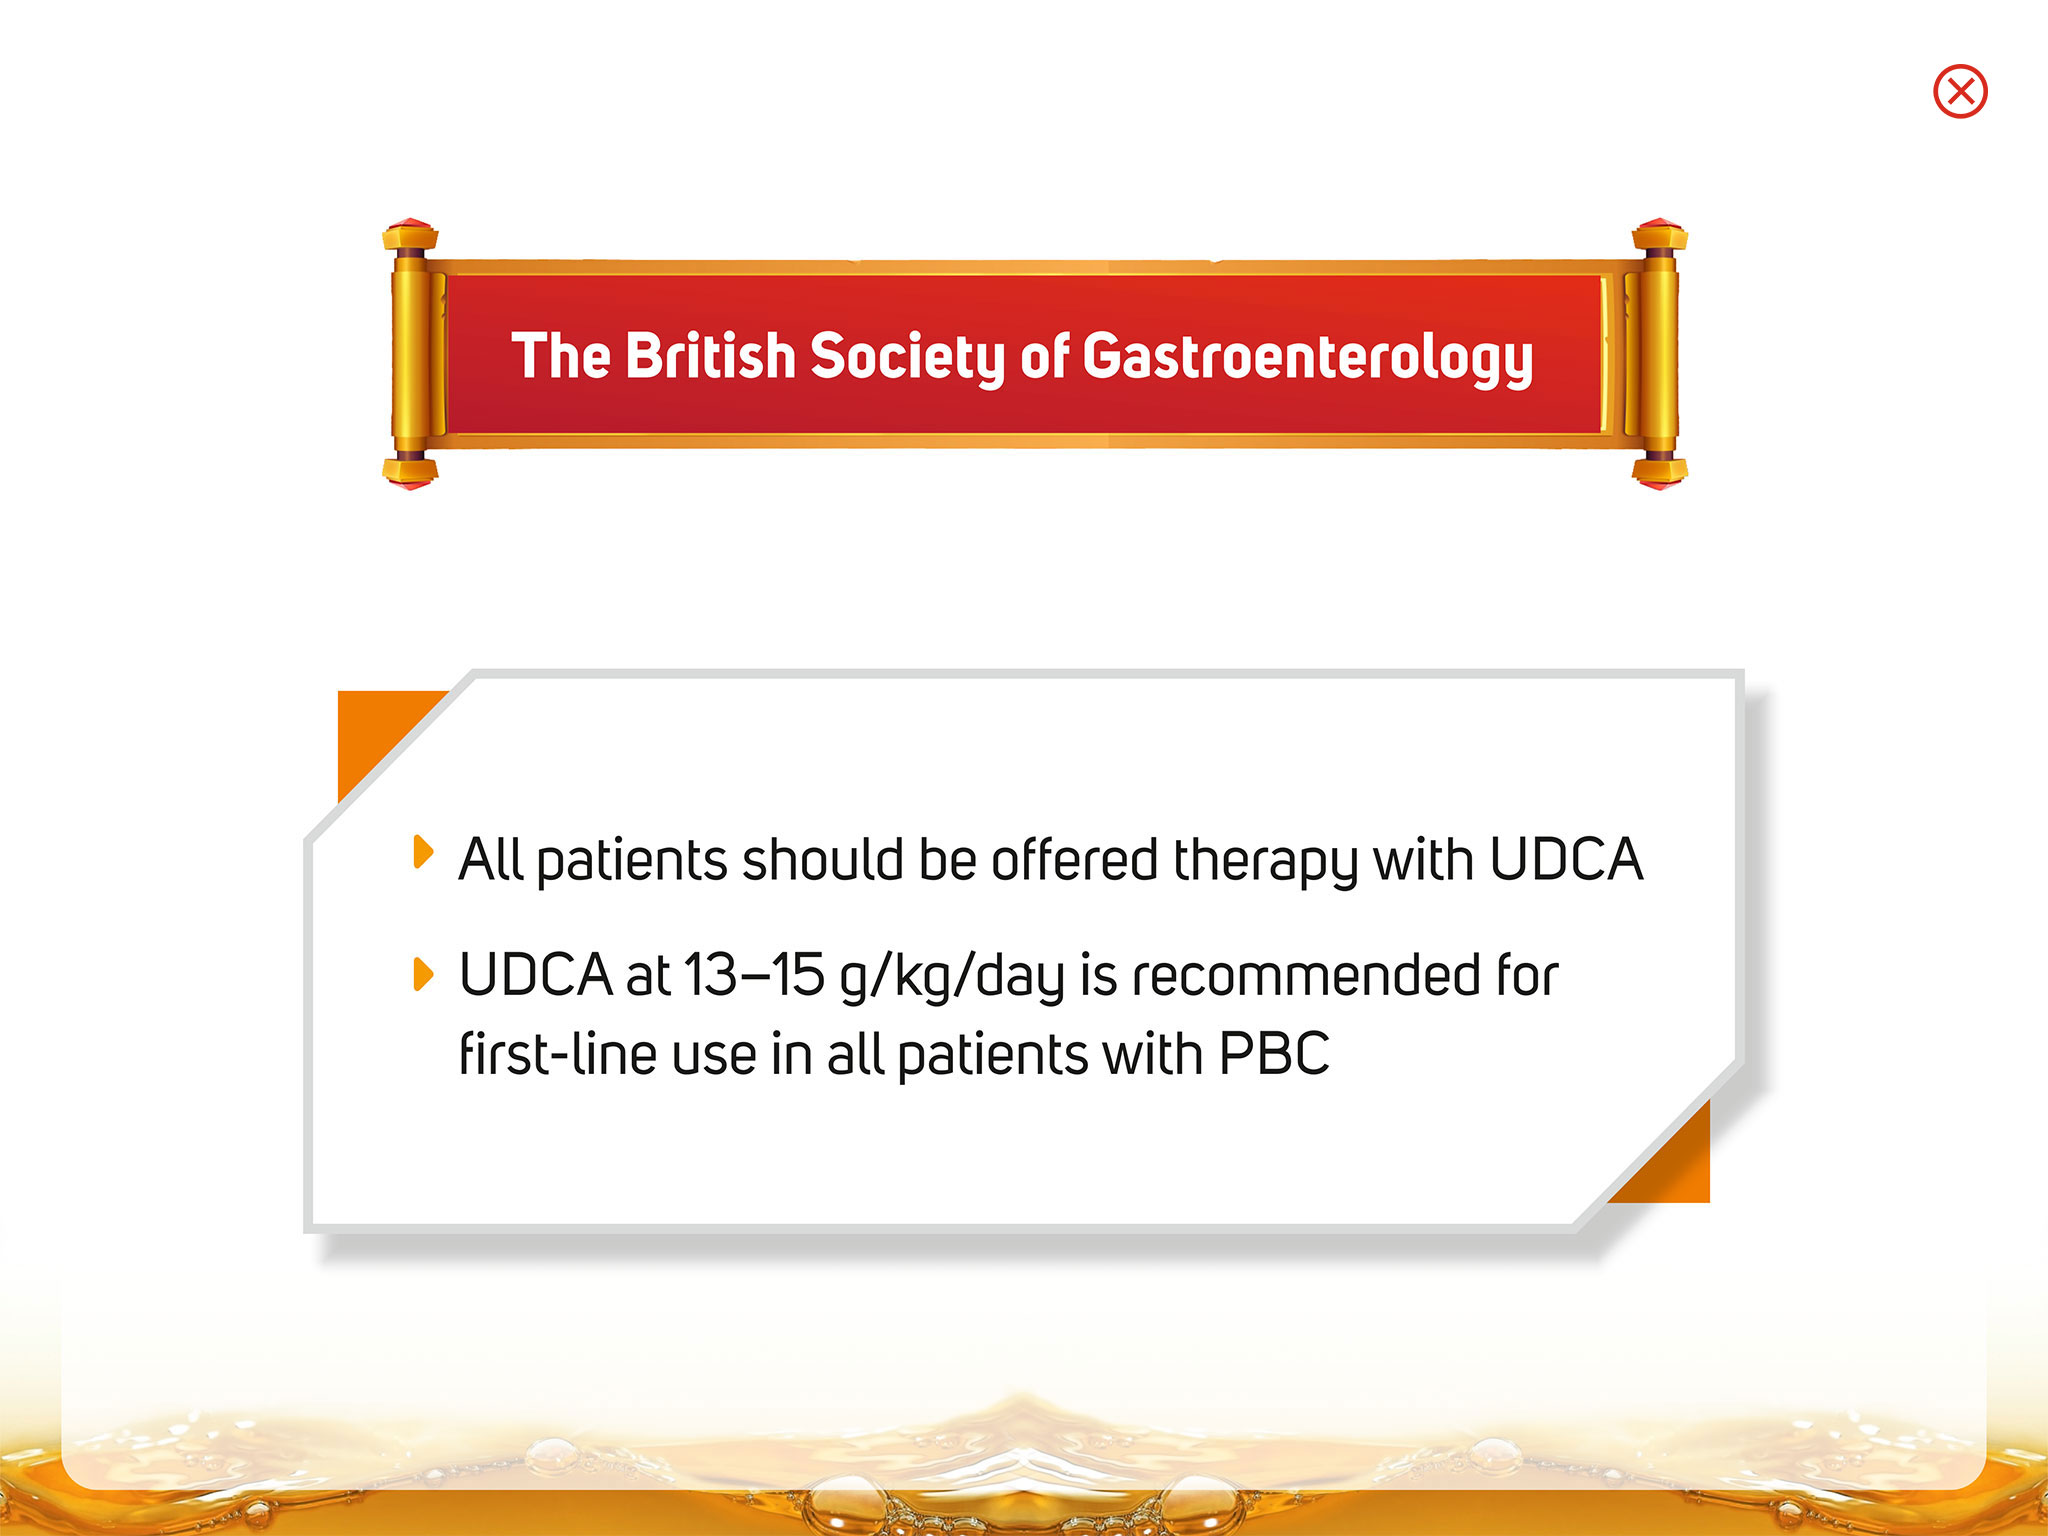 The British Society of Gastroenterology
All patients should be offered therapy with UDCA
UDCA at 13–15 g/kg/day is recommended for
first-line use in all patients with PBC